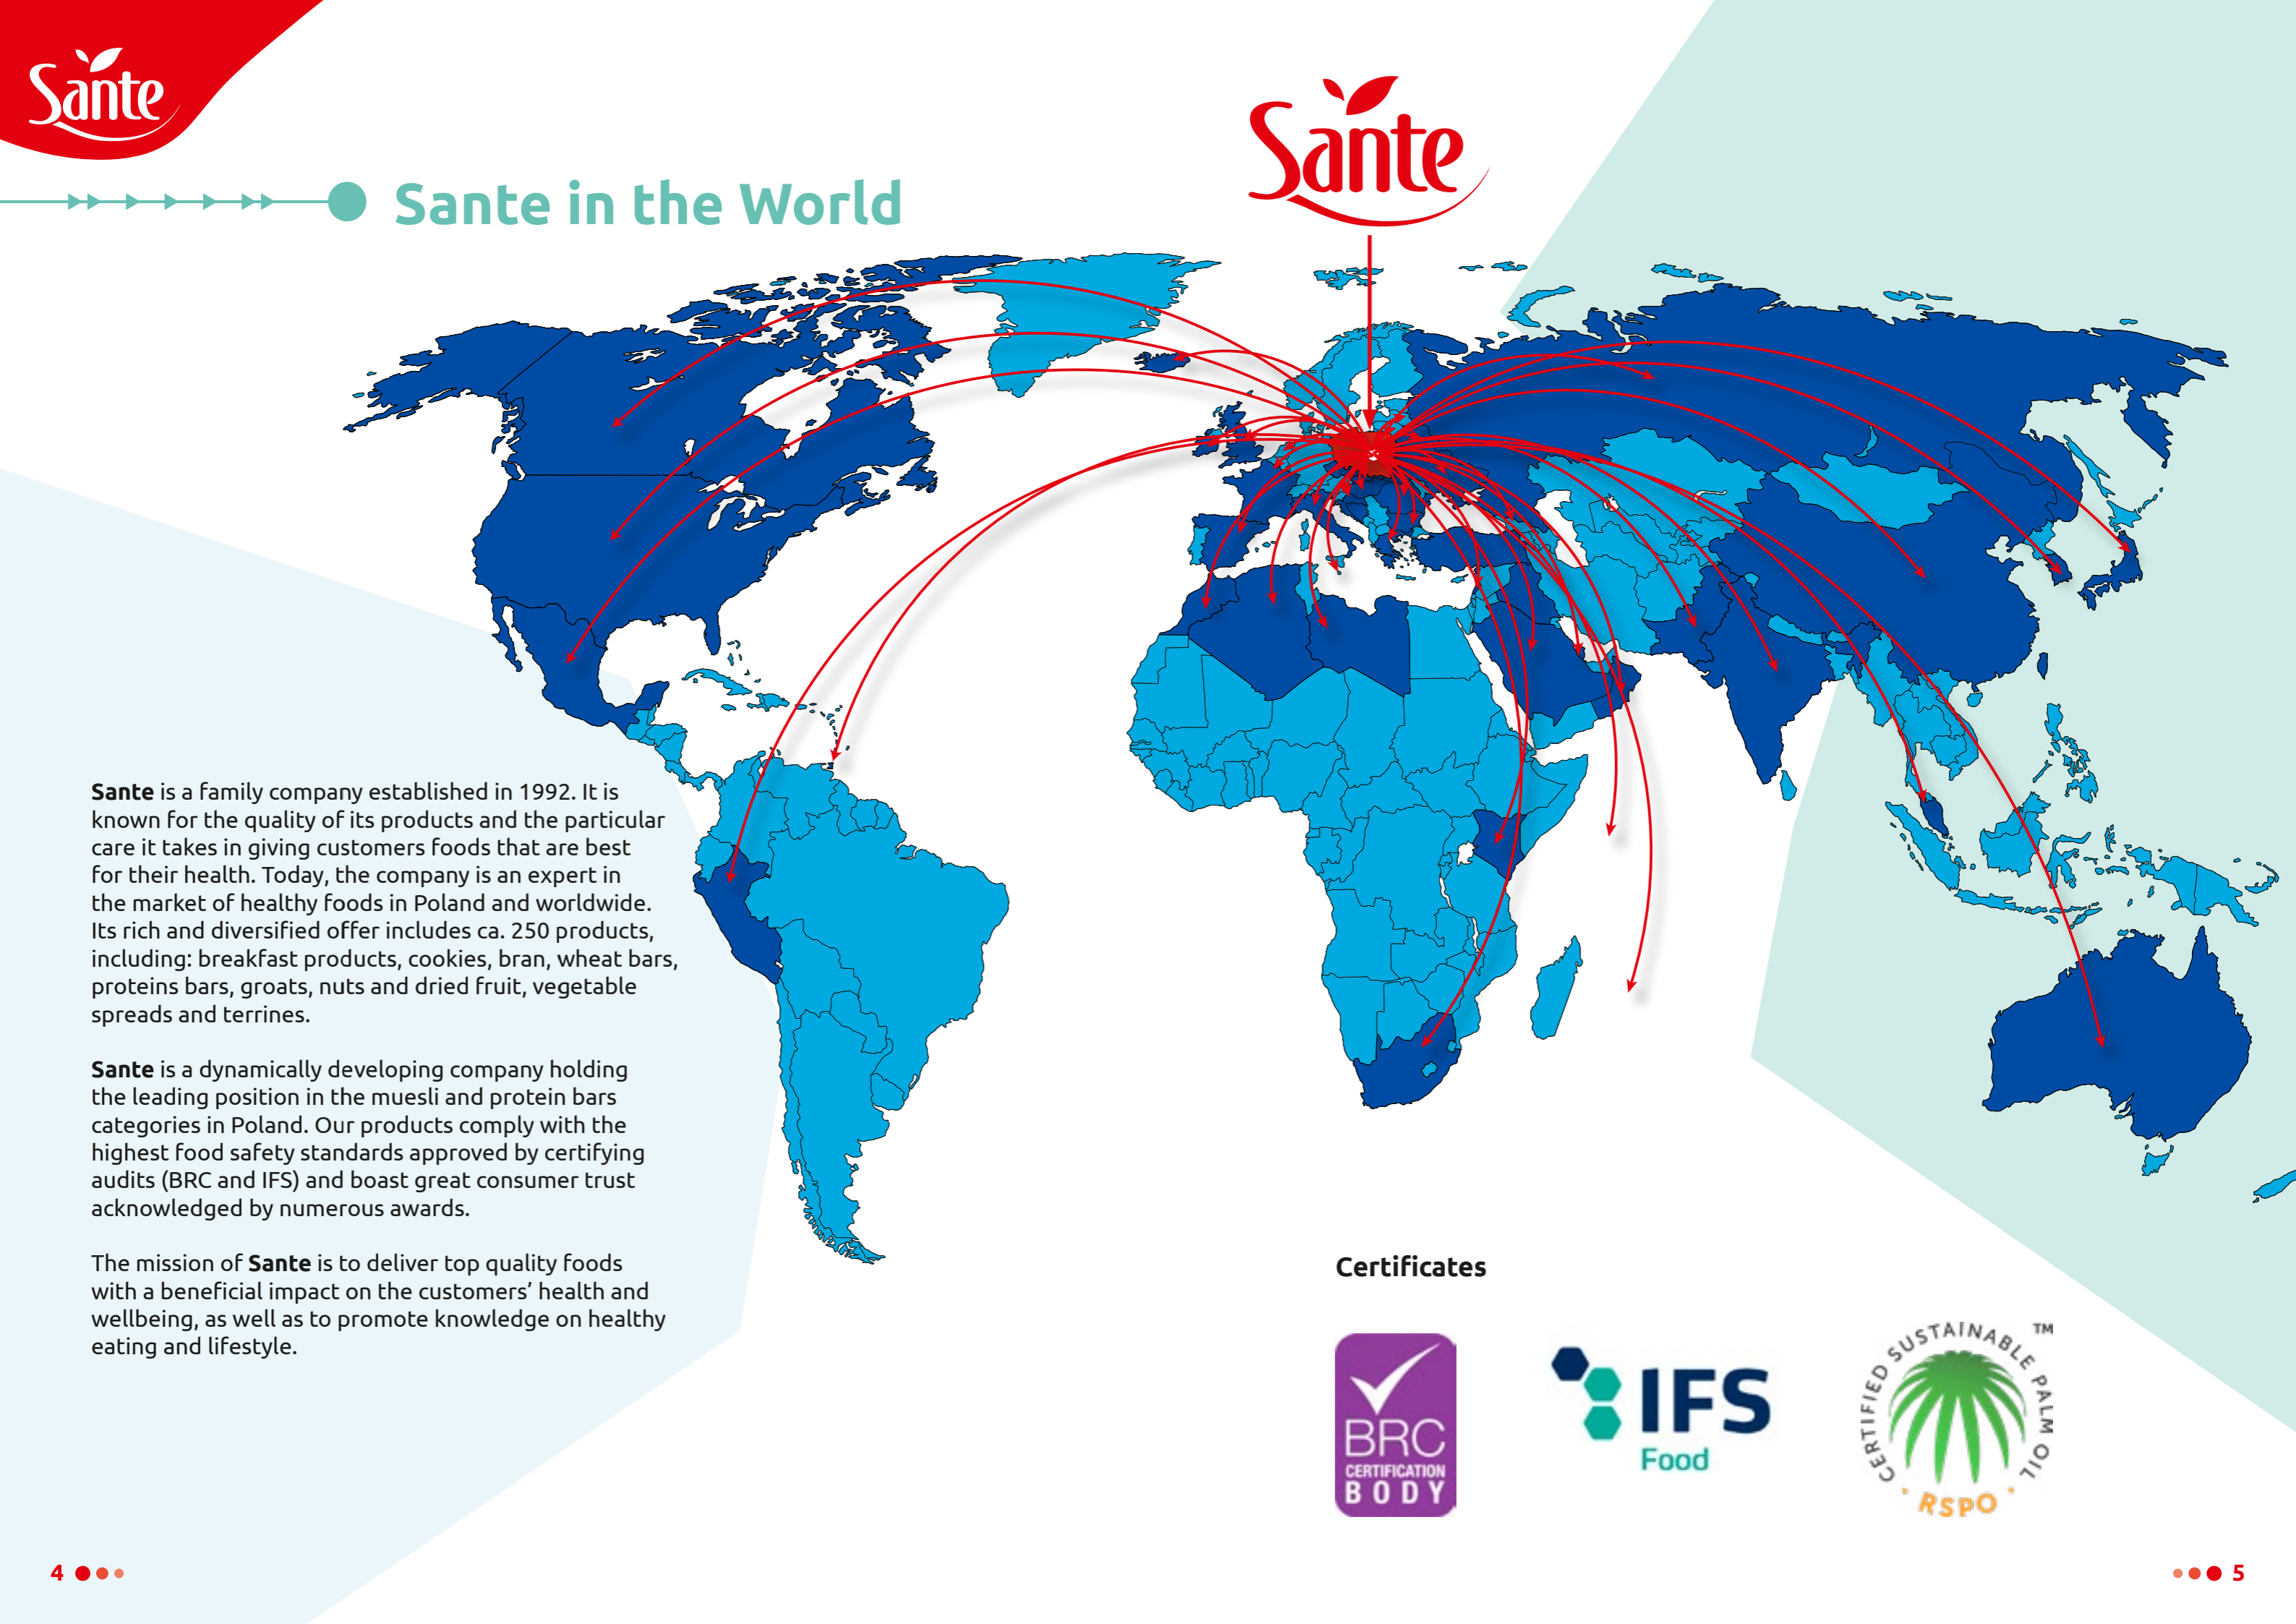 Sante
Sante
Sante in the World
Sante is a family company established in 1992. It is
known for the quality of its products and the particular
care it takes in giving customers foods that are best
for their health. Today, the company is an expert in
the market of healthy foods in Poland and worldwide.
Its rich and diversified offer includes ca. 250 products,
including: breakfast products, cookies, bran, wheat bars,
proteins bars, groats, nuts and dried fruit, vegetable
spreads and terrines.
Sante is a dynamically developing company holding
the leading position in the muesli and protein bars
categories in Poland. Our products comply with the
highest food safety standards approved by certifying
audits (BRC and IFS) and boast great consumer trust
acknowledged by numerous awards.
The mission of Sante is to deliver top quality foods
with a beneficial impact on the customers’ health and
wellbeing, as well as to promote knowledge on healthy
eating and lifestyle.
Certificates
BRC
CERTIFICATION
BODY
IFS
Food
CERTIFIED SUSTAINABLE PALM OIL
TM
RSPO
4
5